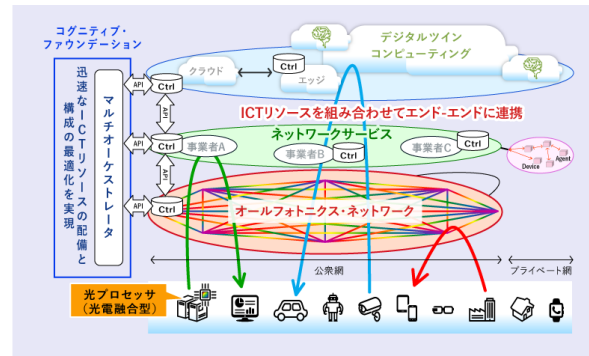 コグニティブ・
ファウンデーション
迅速なICTリソースの配備と
構成の最適化を実現
マルチオーケストレータ
API
API
API
Ctrl
API
Ctrl
API
Ctrl
クラウド
Ctrl
エッジ
デジタルツイン
コンピューティング
ICTリソースを組み合わせてエンド-エンドに連携
ネットワークサービス
事業者A
事業者B
Ctrl
事業者C
Ctrl
Device
Agent
オールフォトニクス・ネットワーク
公衆網
プライベート網
光プロセッサ
(光電融合型)